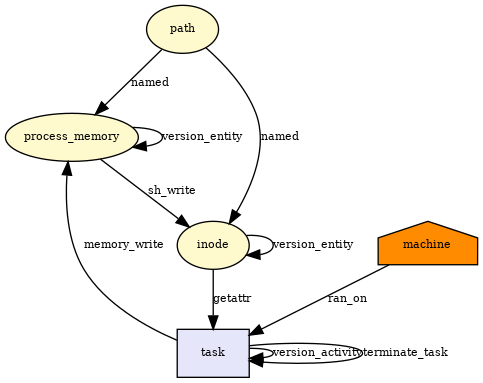 path
named
process_memory
version_entity
named
sh_write
inode
version_entity
machine
memory_write
getattr
ran_on
task
version_activity
terminate_task